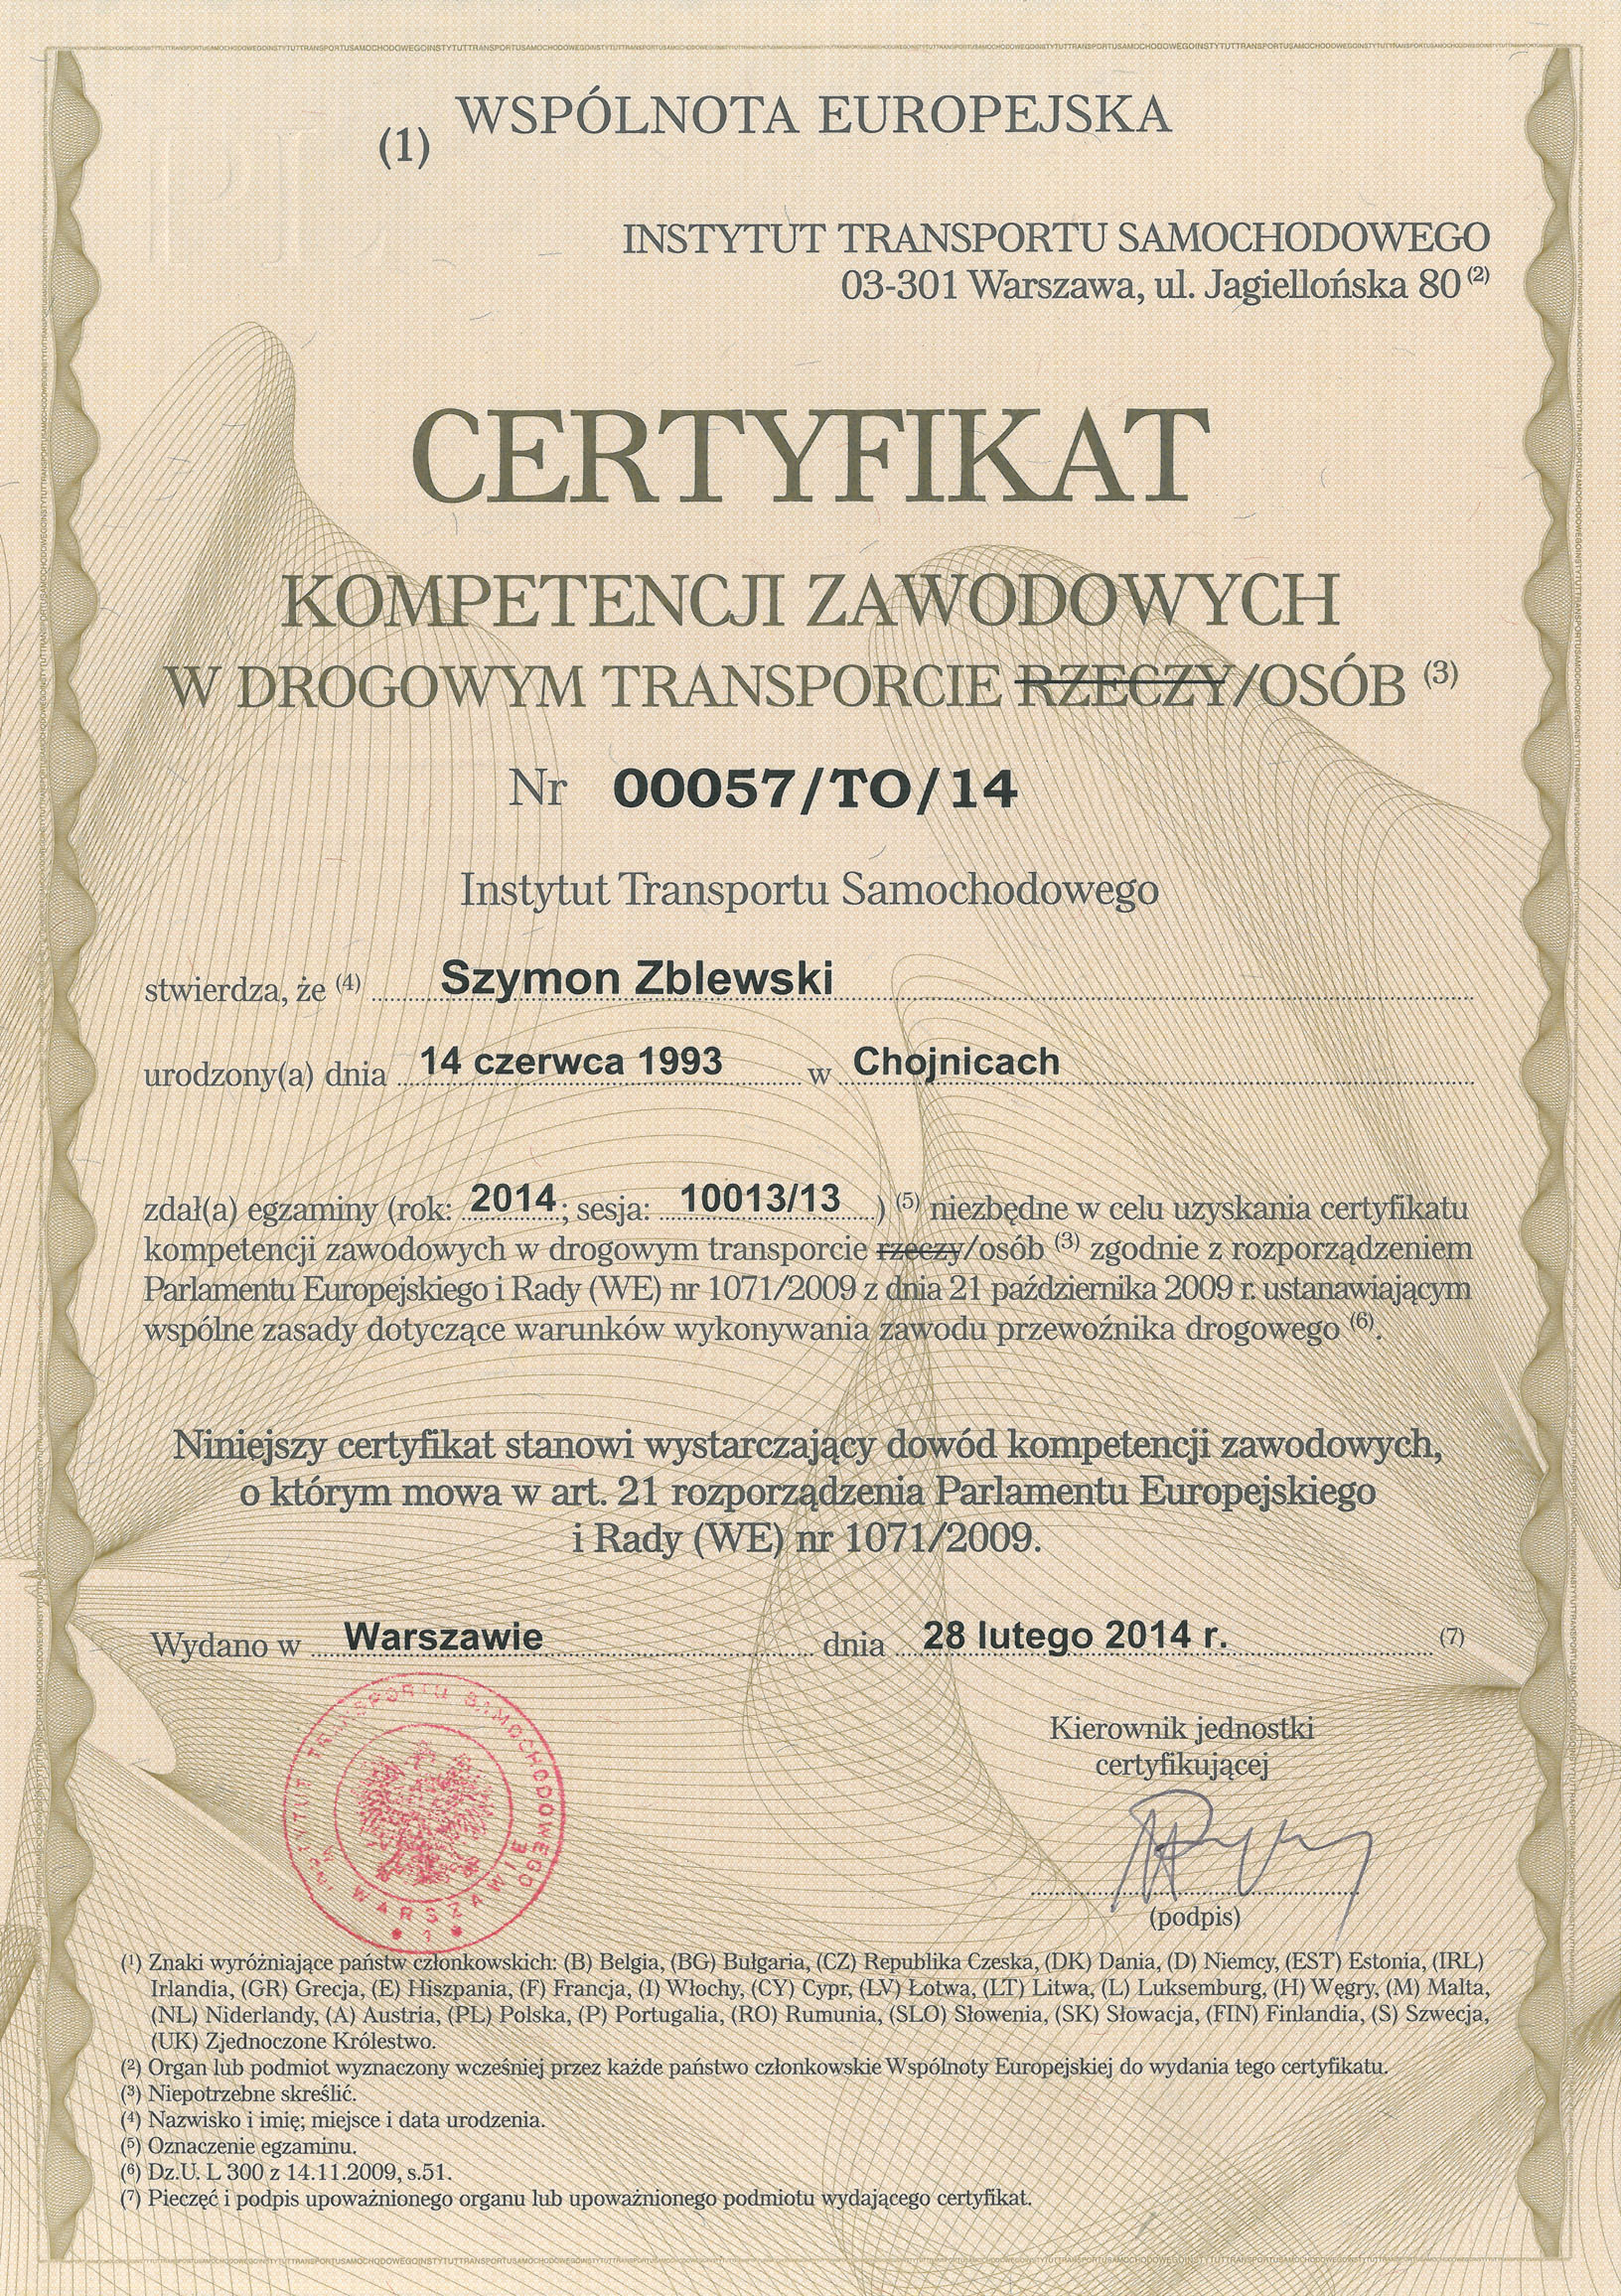 WSPÓLNOTA EUROPEJSKA
PL
(1)
INSTYTUT TRANSPORTU SAMOCHODOWEGO
03-301 Warszawa, ul. Jagiellońska 80 (2)
CERTYFIKAT
KOMPETENCJI ZAWODOWYCH
W DROGOWYM TRANSPORCIE RZECZY/OSÓB (3)
Nr 00057/TO/14
Instytut Transportu Samochodowego
stwierdza, że (4) Szymon Zblewski
urodzony(a) dnia 14 czerwca 1993 w Chojnicach
zdał(a) egzaminy (rok: 2014; sesja: 10013/13) (5) niezbędne w celu uzyskania certyfikatu
kompetencji zawodowych w drogowym transporcie rzeczy/osób (3) zgodnie z rozporządzeniem
Parlamentu Europejskiego i Rady (WE) nr 1071/2009 z dnia 21 października 2009 r. ustanawiającym
wspólne zasady dotyczące warunków wykonywania zawodu przewoźnika drogowego (6).
Niniejszy certyfikat stanowi wystarczający dowód kompetencji zawodowych,
o którym mowa w art. 21 rozporządzenia Parlamentu Europejskiego
i Rady (WE) nr 1071/2009.
Wydano w Warszawie dnia 28 lutego 2014 r. (7)
INSTYTUT TRANSPORTU SAMOCHODOWEGO
W WARSZAWIE
Kierownik jednostki
certyfikującej
(podpis)
(1) Znaki wyróżniające państw członkowskich: (B) Belgia, (BG) Bułgaria, (CZ) Republika Czeska, (DK) Dania, (D) Niemcy, (EST) Estonia, (IRL)
Irlandia, (GR) Grecja, (E) Hiszpania, (F) Francja, (I) Włochy, (CY) Cypr, (LV) Łotwa, (LT) Litwa, (L) Luksemburg, (H) Węgry, (M) Malta,
(NL) Niderlandy, (A) Austria, (PL) Polska, (P) Portugalia, (RO) Rumunia, (SLO) Słowenia, (SK) Słowacja, (FIN) Finlandia, (S) Szwecja,
(UK) Zjednoczone Królestwo.
(2) Organ lub podmiot wyznaczony wcześniej przez każde państwo członkowskie Wspólnoty Europejskiej do wydania tego certyfikatu.
(3) Niepotrzebne skreślić.
(4) Nazwisko i imię; miejsce i data urodzenia.
(5) Oznaczenie egzaminu.
(6) Dz.U. L 300 z 14.11.2009, s.51.
(7) Pieczęć i podpis upoważnionego organu lub upoważnionego podmiotu wydającego certyfikat.